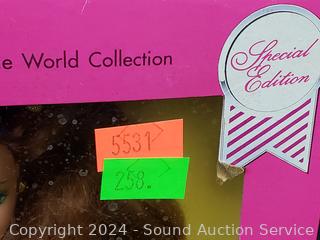 World Collection
Special
Edition
5531
258.
Copyright 2024 - Sound Auction Service